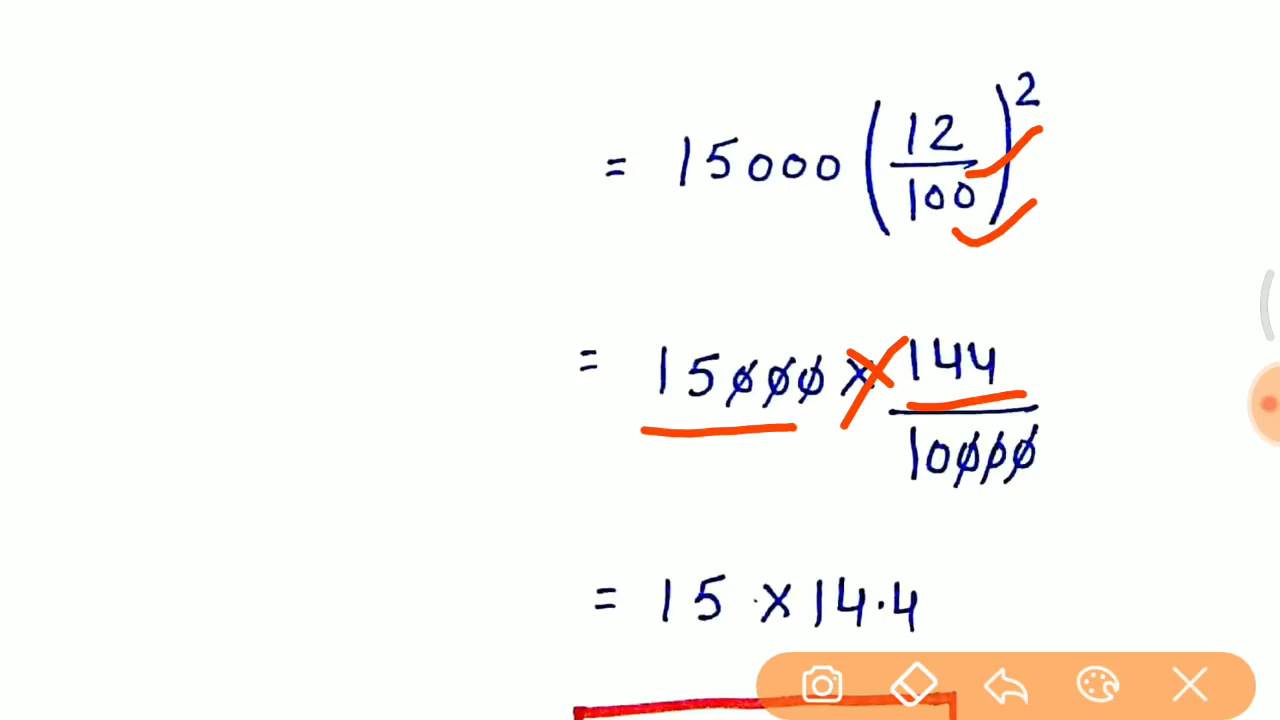 = 15000 (12/100)²
= 15000 × 144/10000
= 15 × 14.4